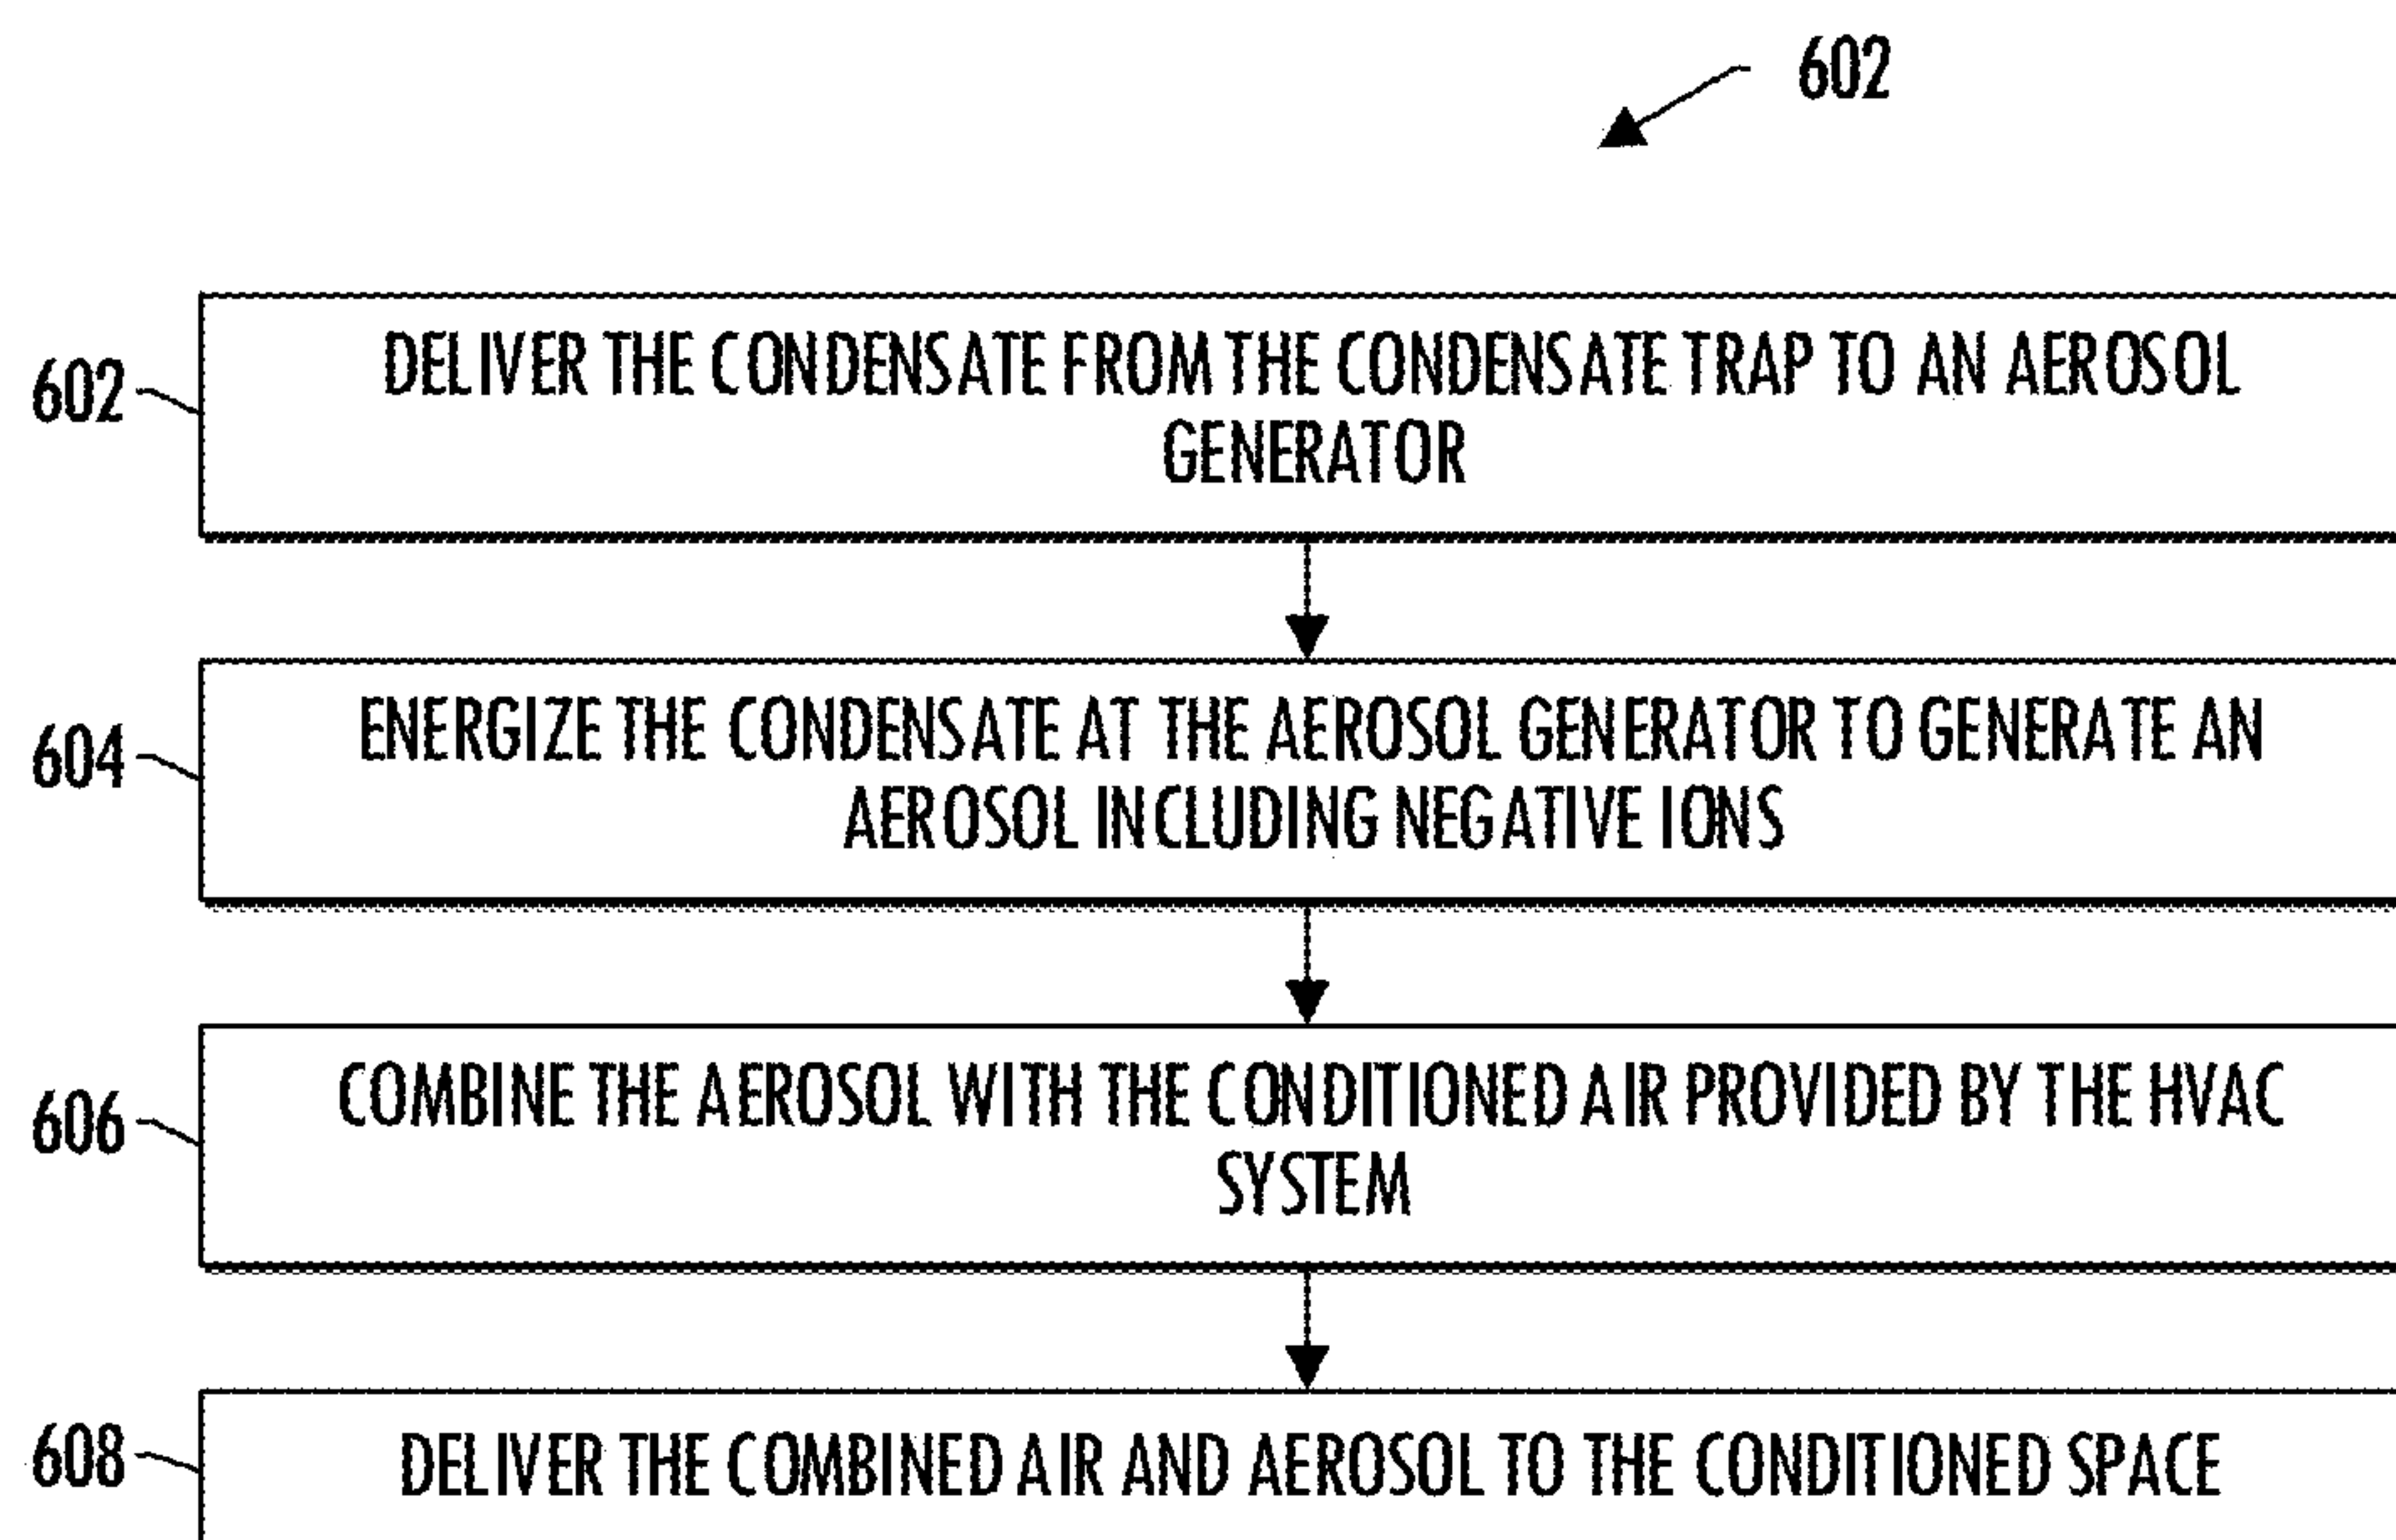 602
602
DELIVER THE CONDENSATE FROM THE CONDENSATE TRAP TO AN AEROSOL
GENERATOR
604
ENERGIZE THE CONDENSATE AT THE AEROSOL GENERATOR TO GENERATE AN
AEROSOL INCLUDING NEGATIVE IONS
606
COMBINE THE AEROSOL WITH THE CONDITIONED AIR PROVIDED BY THE HVAC
SYSTEM
608
DELIVER THE COMBINED AIR AND AEROSOL TO THE CONDITIONED SPACE